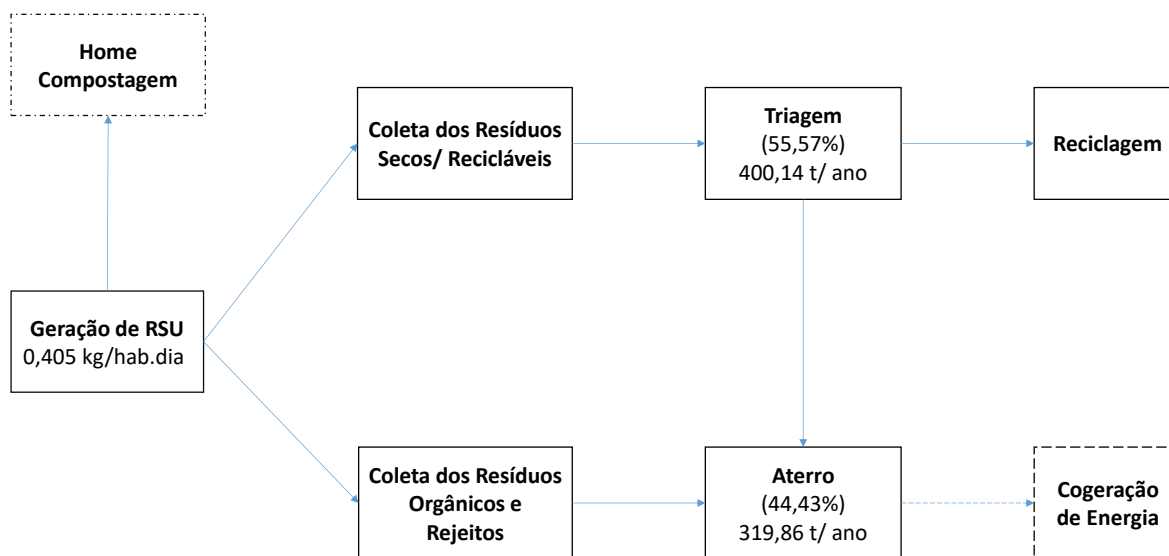 Home
Compostagem
Coleta dos Resíduos
Secos/ Recicláveis
Triagem
(55,57%)
400,14 t/ ano
Reciclagem
Geração de RSU
0,405 kg/hab.dia
Coleta dos Resíduos
Orgânicos e
Rejeitos
Aterro
(44,43%)
319,86 t/ ano
Cogeração
de Energia